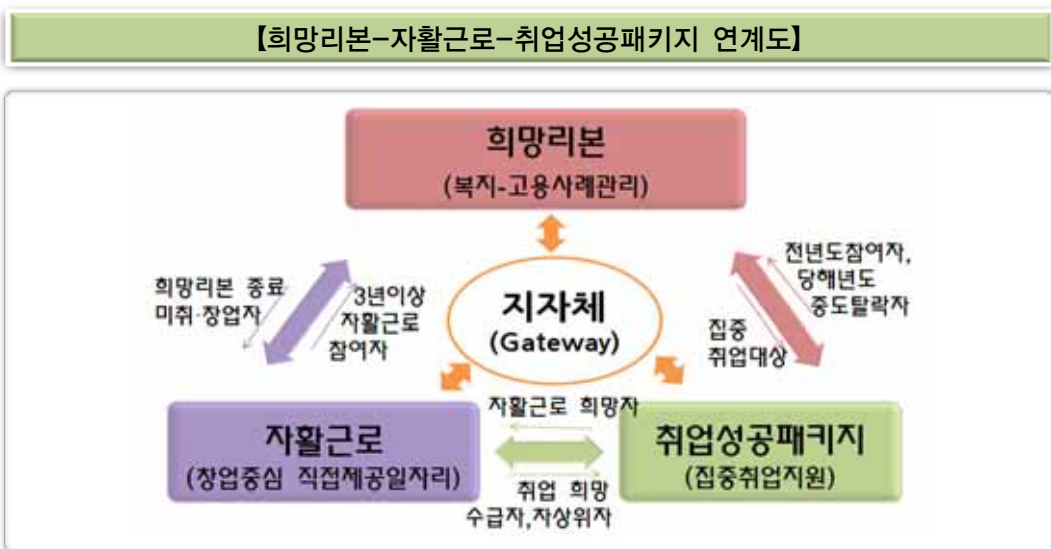 【희망리본-자활근로-취업성공패키지 연계도】
희망리본
(복지-고용사례관리)
희망리본 종료
미취·창업자
3년이상
자활근로
참여자
지자체
(Gateway)
전년도참여자,
당해년도
중도탈락자
집중
취업대상
자활근로 희망자
자활근로
(창업중심 직접제공일자리)
취업성공패키지
(집중취업지원)
취업 희망
수급자,차상위자